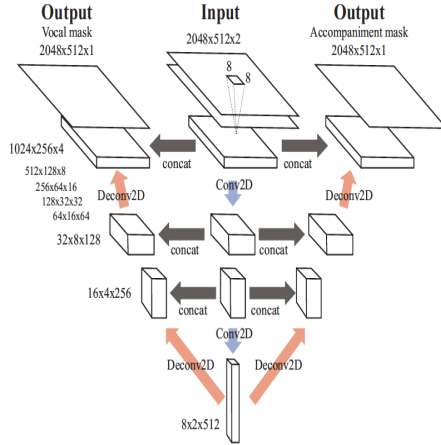 Output
Vocal mask
2048x512x1
Input
2048x512x2
Output
Accompaniment mask
2048x512x1
8
8
1024x256x4
concat
concat
512x128x8
256x64x16
128x32x32
64x16x64
Deconv2D
Conv2D
Deconv2D
32x8x128
concat
concat
16x4x256
concat
concat
Conv2D
Deconv2D
Deconv2D
8x2x512